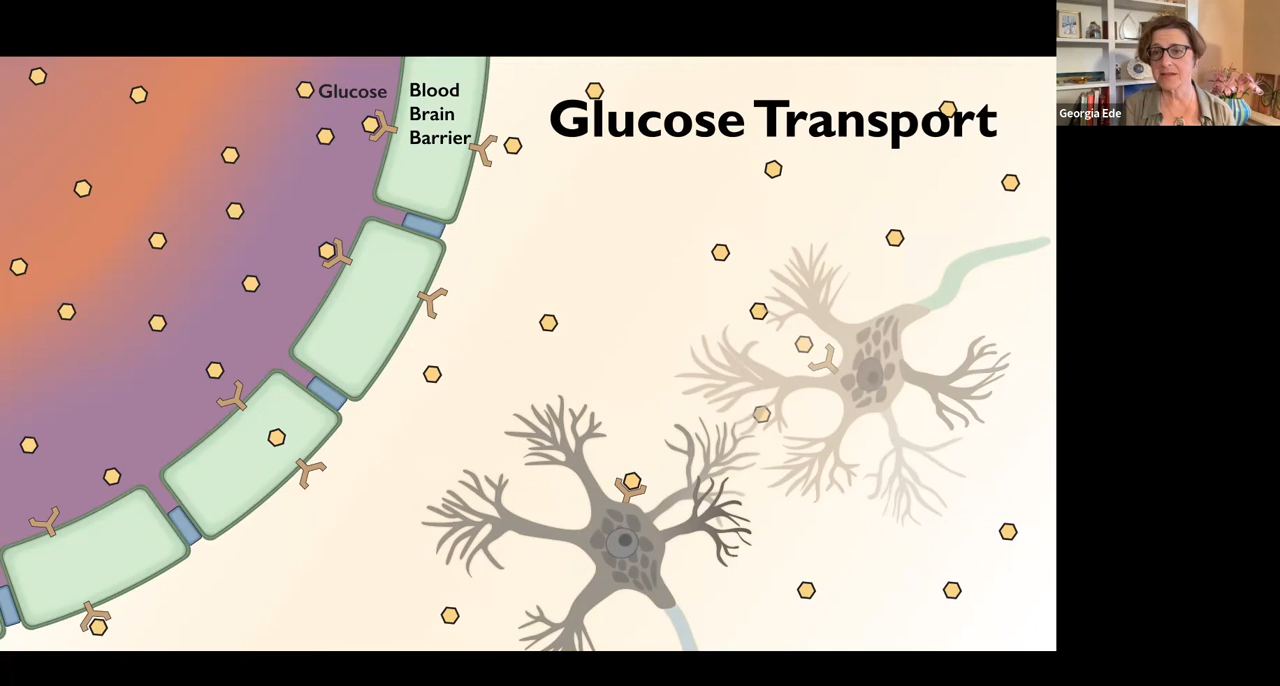 Glucose
Blood
Brain
Barrier
Glucose Transport
Georgia Ede